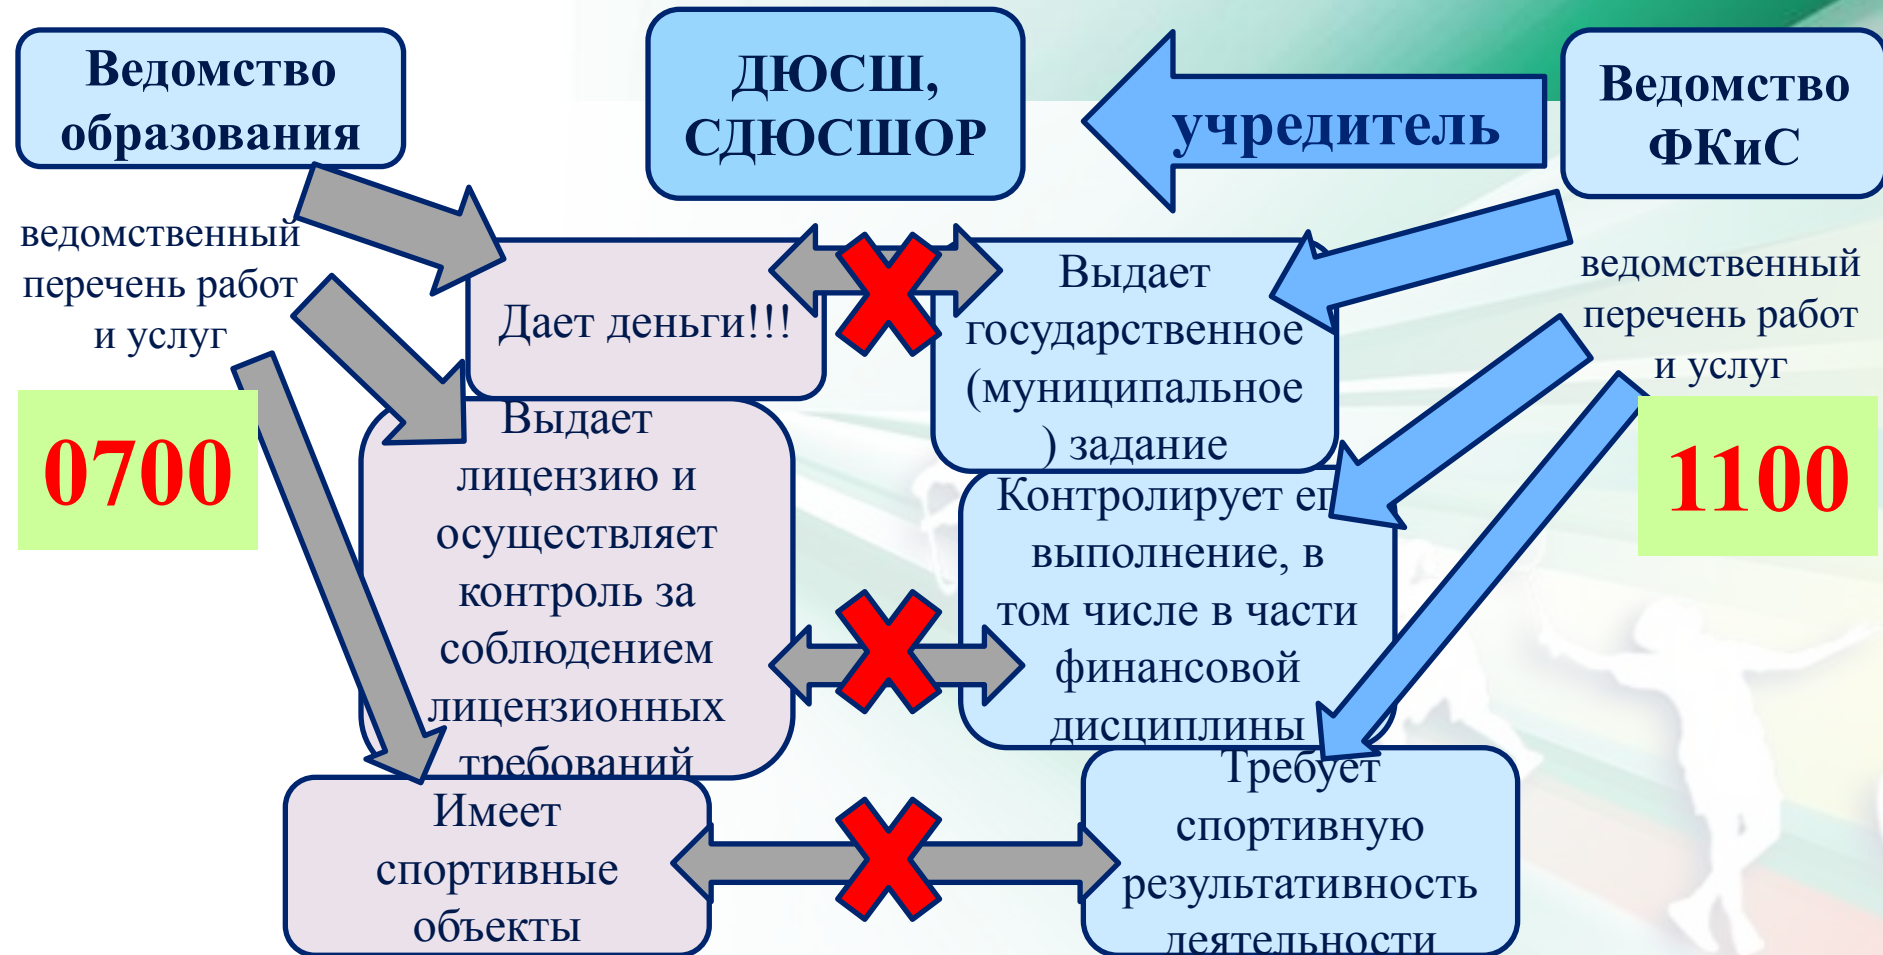 Ведомство
образования
ДЮСШ,
СДЮСШОР
учредитель
Ведомство
ФКиС
ведомственный
перечень работ
и услуг
0700
Дает деньги!!!
Выдает
государственное
(муниципальное
) задание
ведомственный
перечень работ
и услуг
1100
Выдает
лицензию и
осуществляет
контроль за
соблюдением
лицензионных
требований
Контролирует его
выполнение, в
том числе в части
финансовой
дисциплины
Имеет
спортивные
объекты
Требует
спортивную
результативность
деятельности